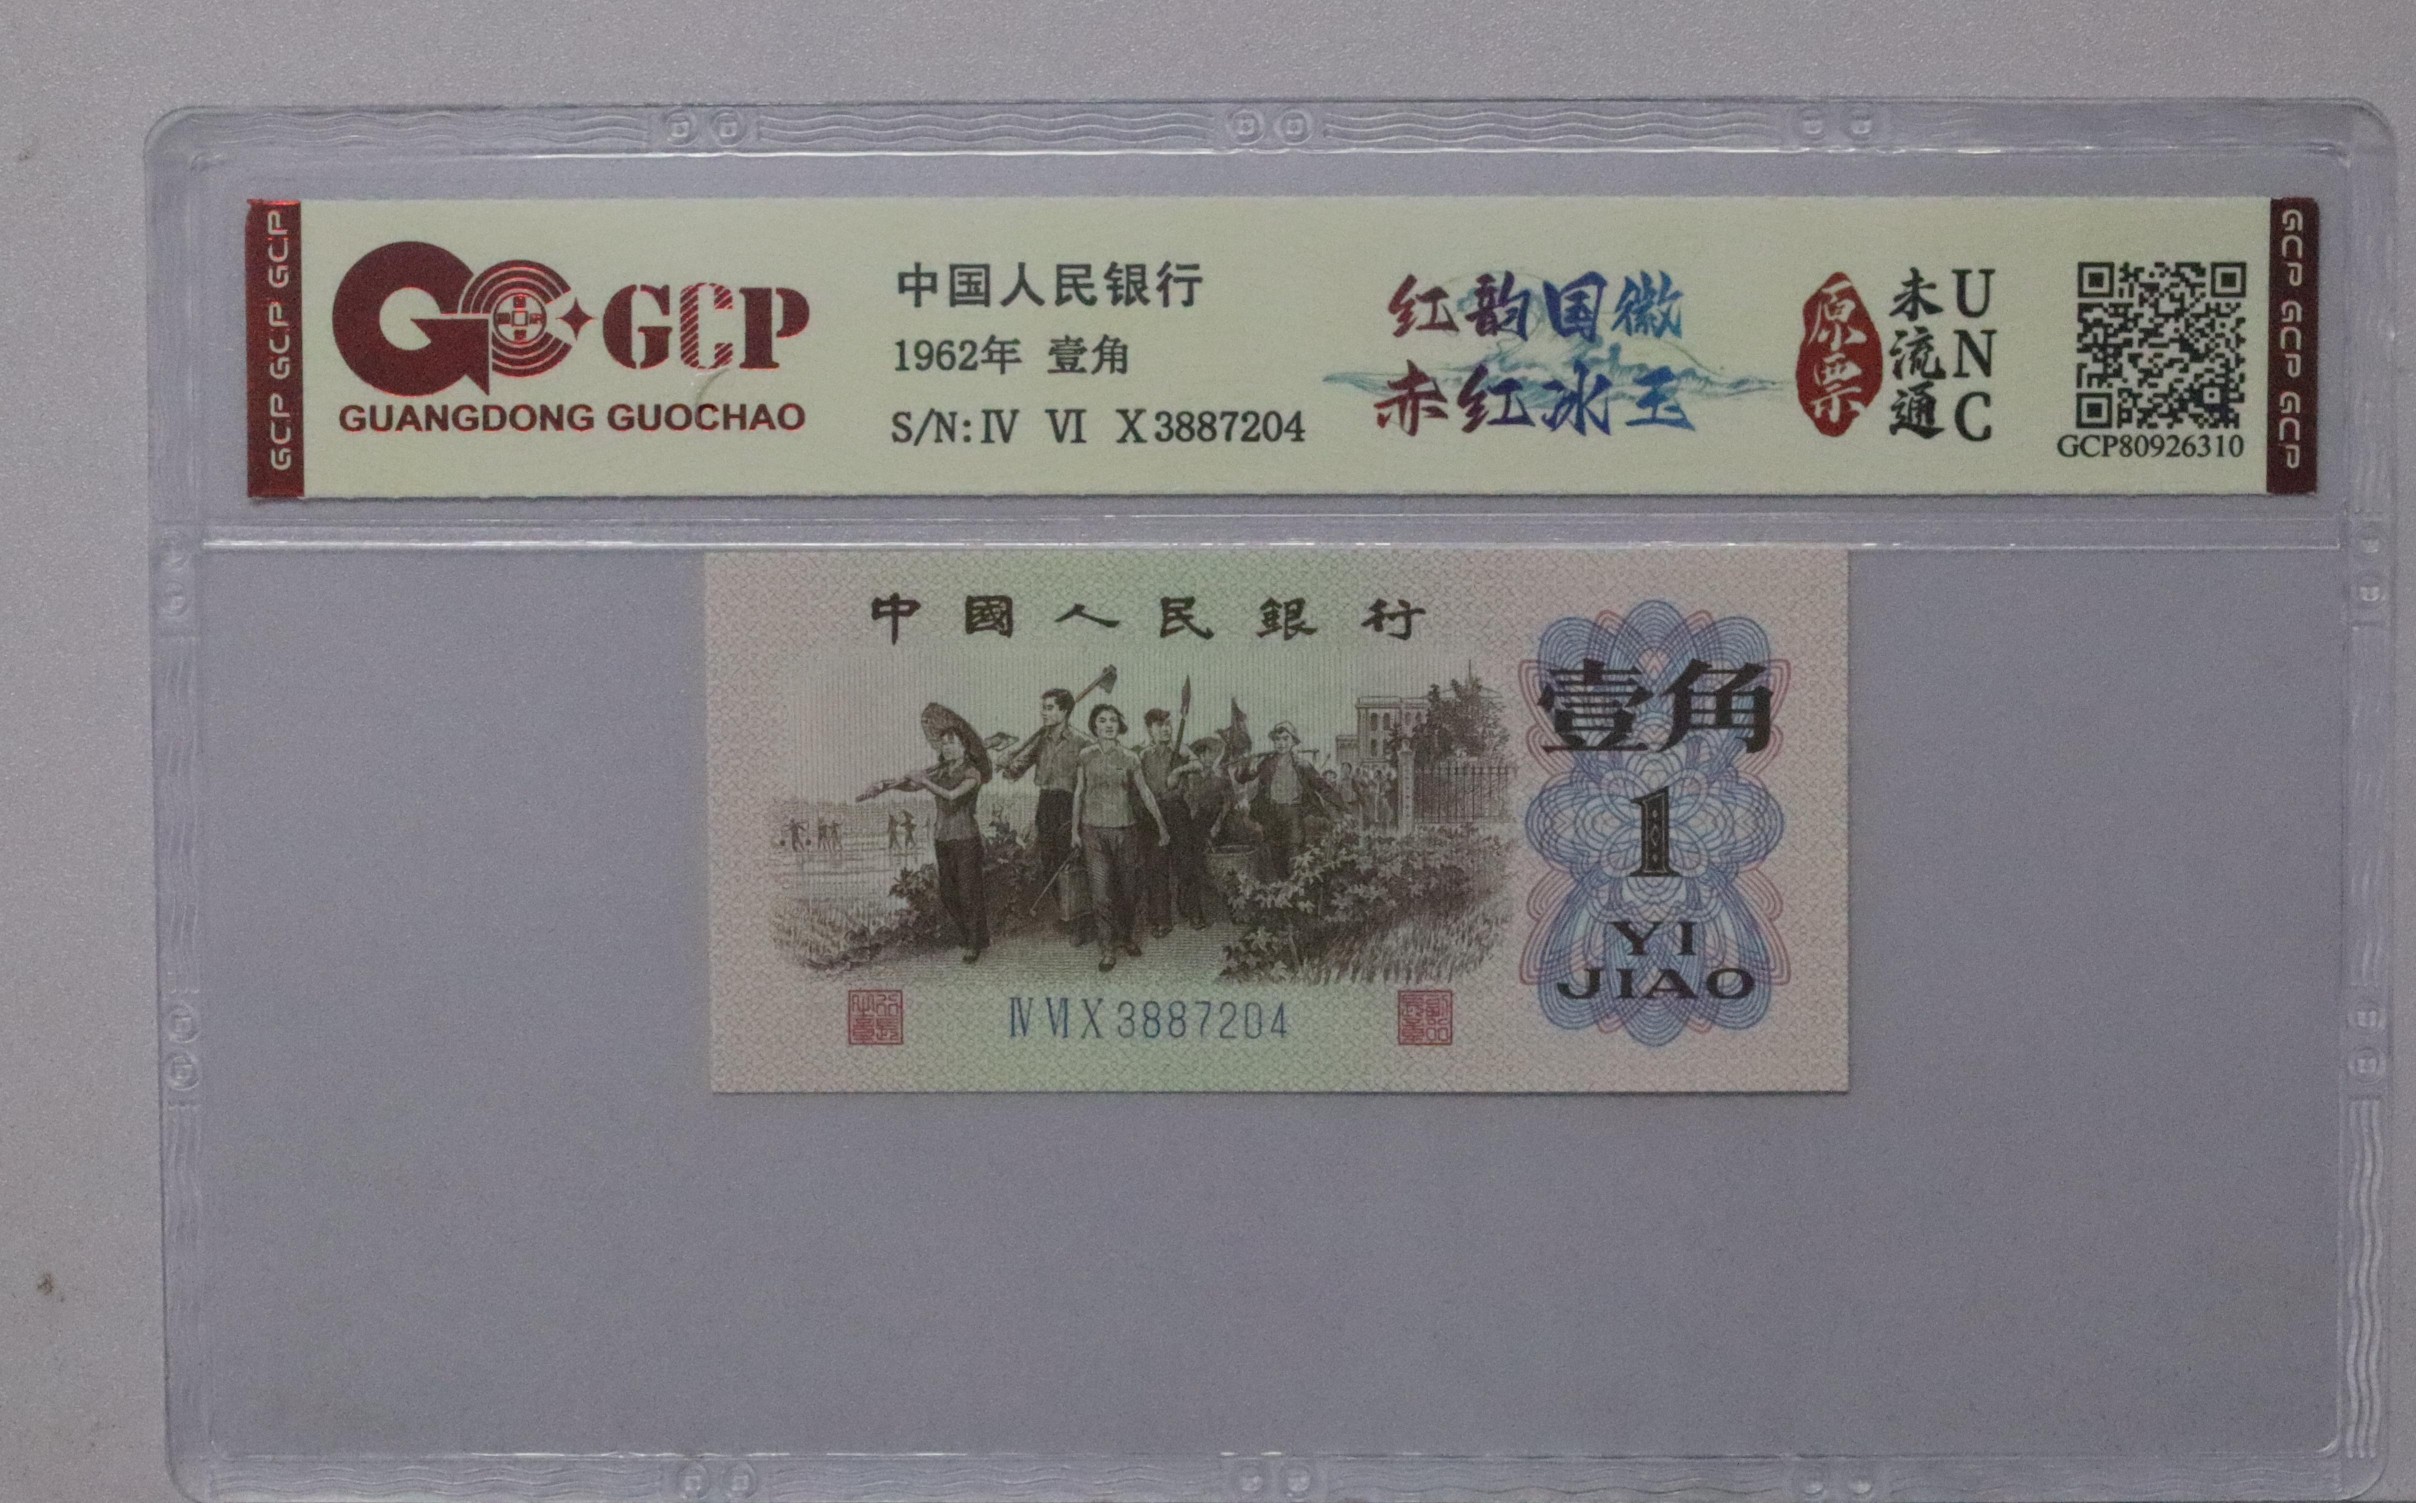 GCP GCP GCP
GCP
GUANGDONG GUOCHAO
中国人民银行
1962年 壹角
S/N: IV VI X 3887204
红韵国徽
赤红冰玉
原票
未流通
UNC
GCP80926310
GCP GCP GCP
中國人民銀行
壹角
1
YI
JIAO
IV VI X 3887204